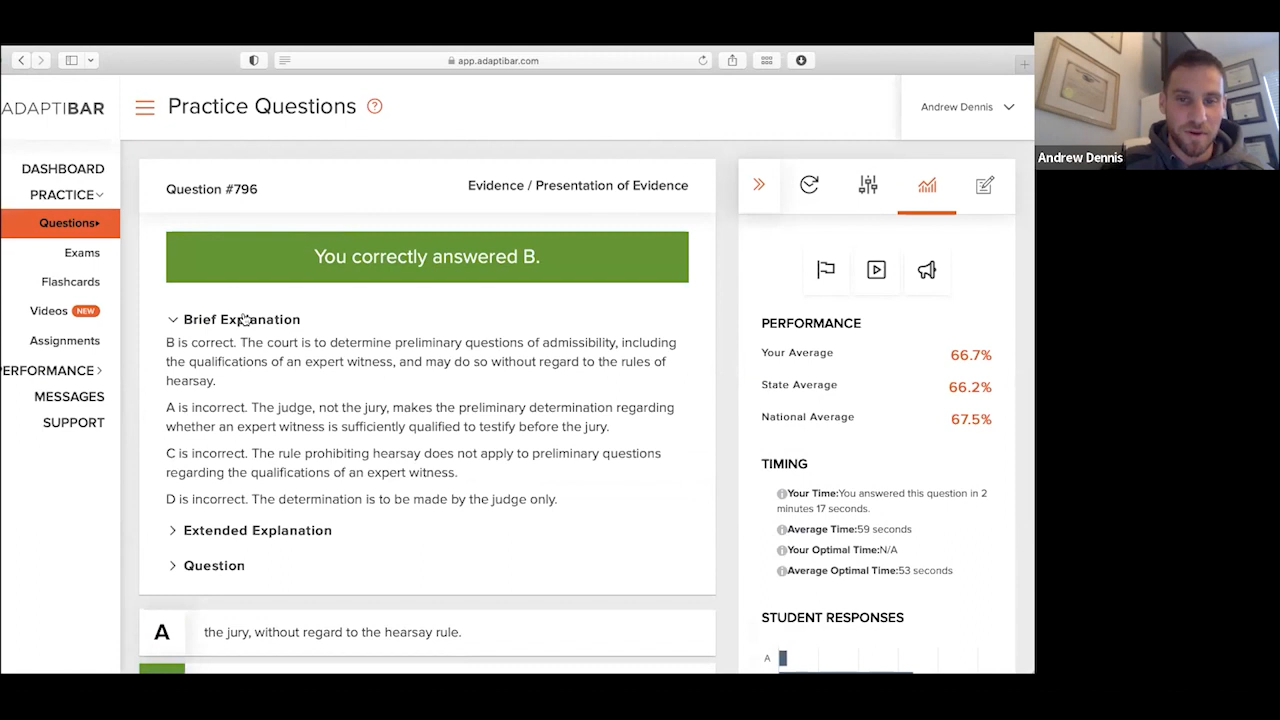 app.adaptibar.com
ADAPTIBAR
Practice Questions
?
Andrew Dennis
Andrew Dennis
DASHBOARD
PRACTICE
Questions
Exams
Flashcards
Videos NEW
Assignments
PERFORMANCE
MESSAGES
SUPPORT
Question #796
Evidence / Presentation of Evidence
You correctly answered B.
Brief Explanation
B is correct. The court is to determine preliminary questions of admissibility, including
the qualifications of an expert witness, and may do so without regard to the rules of
hearsay.
A is incorrect. The judge, not the jury, makes the preliminary determination regarding
whether an expert witness is sufficiently qualified to testify before the jury.
C is incorrect. The rule prohibiting hearsay does not apply to preliminary questions
regarding the qualifications of an expert witness.
D is incorrect. The determination is to be made by the judge only.
Extended Explanation
Question
A the jury, without regard to the hearsay rule.
PERFORMANCE
Your Average 66.7%
State Average 66.2%
National Average 67.5%
TIMING
Your Time:You answered this question in 2
minutes 17 seconds.
Average Time:59 seconds
Your Optimal Time:N/A
Average Optimal Time:53 seconds
STUDENT RESPONSES
A